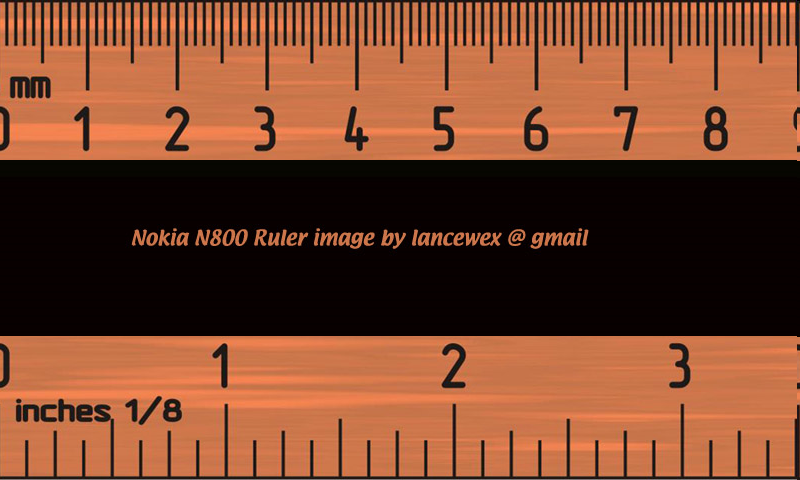 mm
0 1 2 3 4 5 6 7 8 9
Nokia N800 Ruler image by lancewex @ gmail
0 1 2 3
inches 1/8